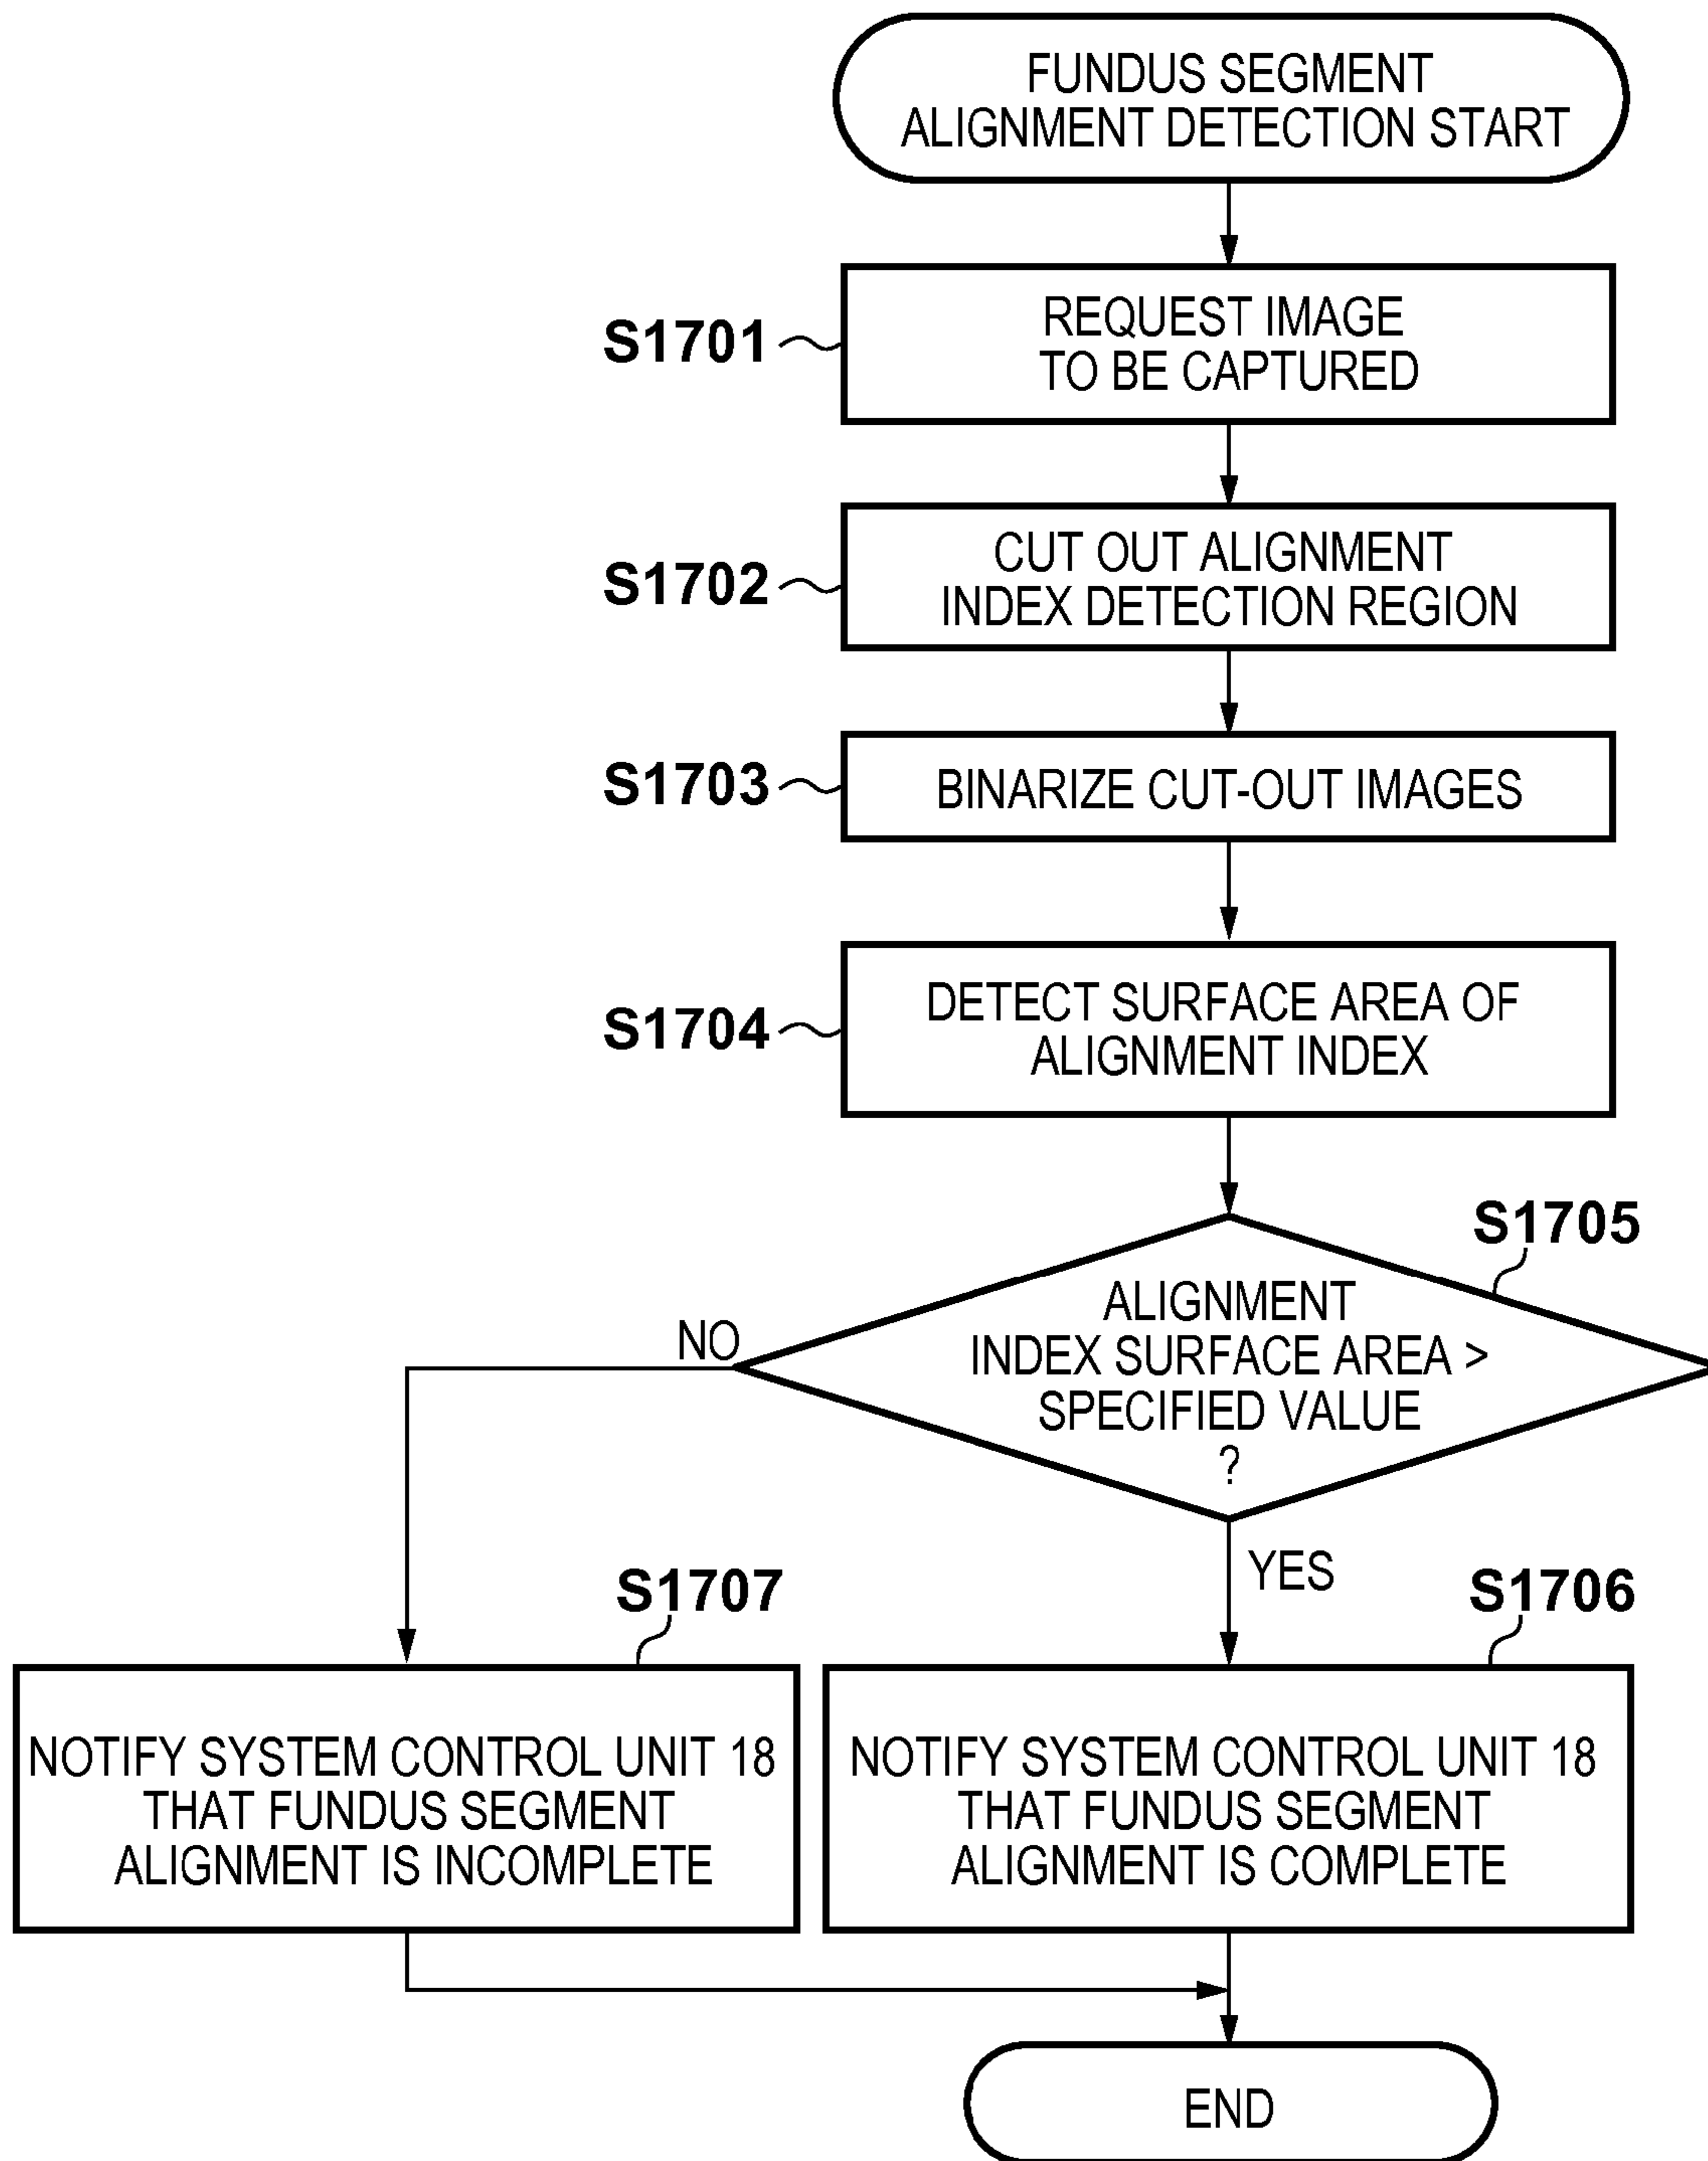 FUNDUS SEGMENT
ALIGNMENT DETECTION START
S1701
REQUEST IMAGE
TO BE CAPTURED
S1702
CUT OUT ALIGNMENT
INDEX DETECTION REGION
S1703
BINARIZE CUT-OUT IMAGES
S1704
DETECT SURFACE AREA OF
ALIGNMENT INDEX
S1705
ALIGNMENT
INDEX SURFACE AREA >
SPECIFIED VALUE
?
NO
YES
S1707
NOTIFY SYSTEM CONTROL UNIT 18
THAT FUNDUS SEGMENT
ALIGNMENT IS INCOMPLETE
S1706
NOTIFY SYSTEM CONTROL UNIT 18
THAT FUNDUS SEGMENT
ALIGNMENT IS COMPLETE
END